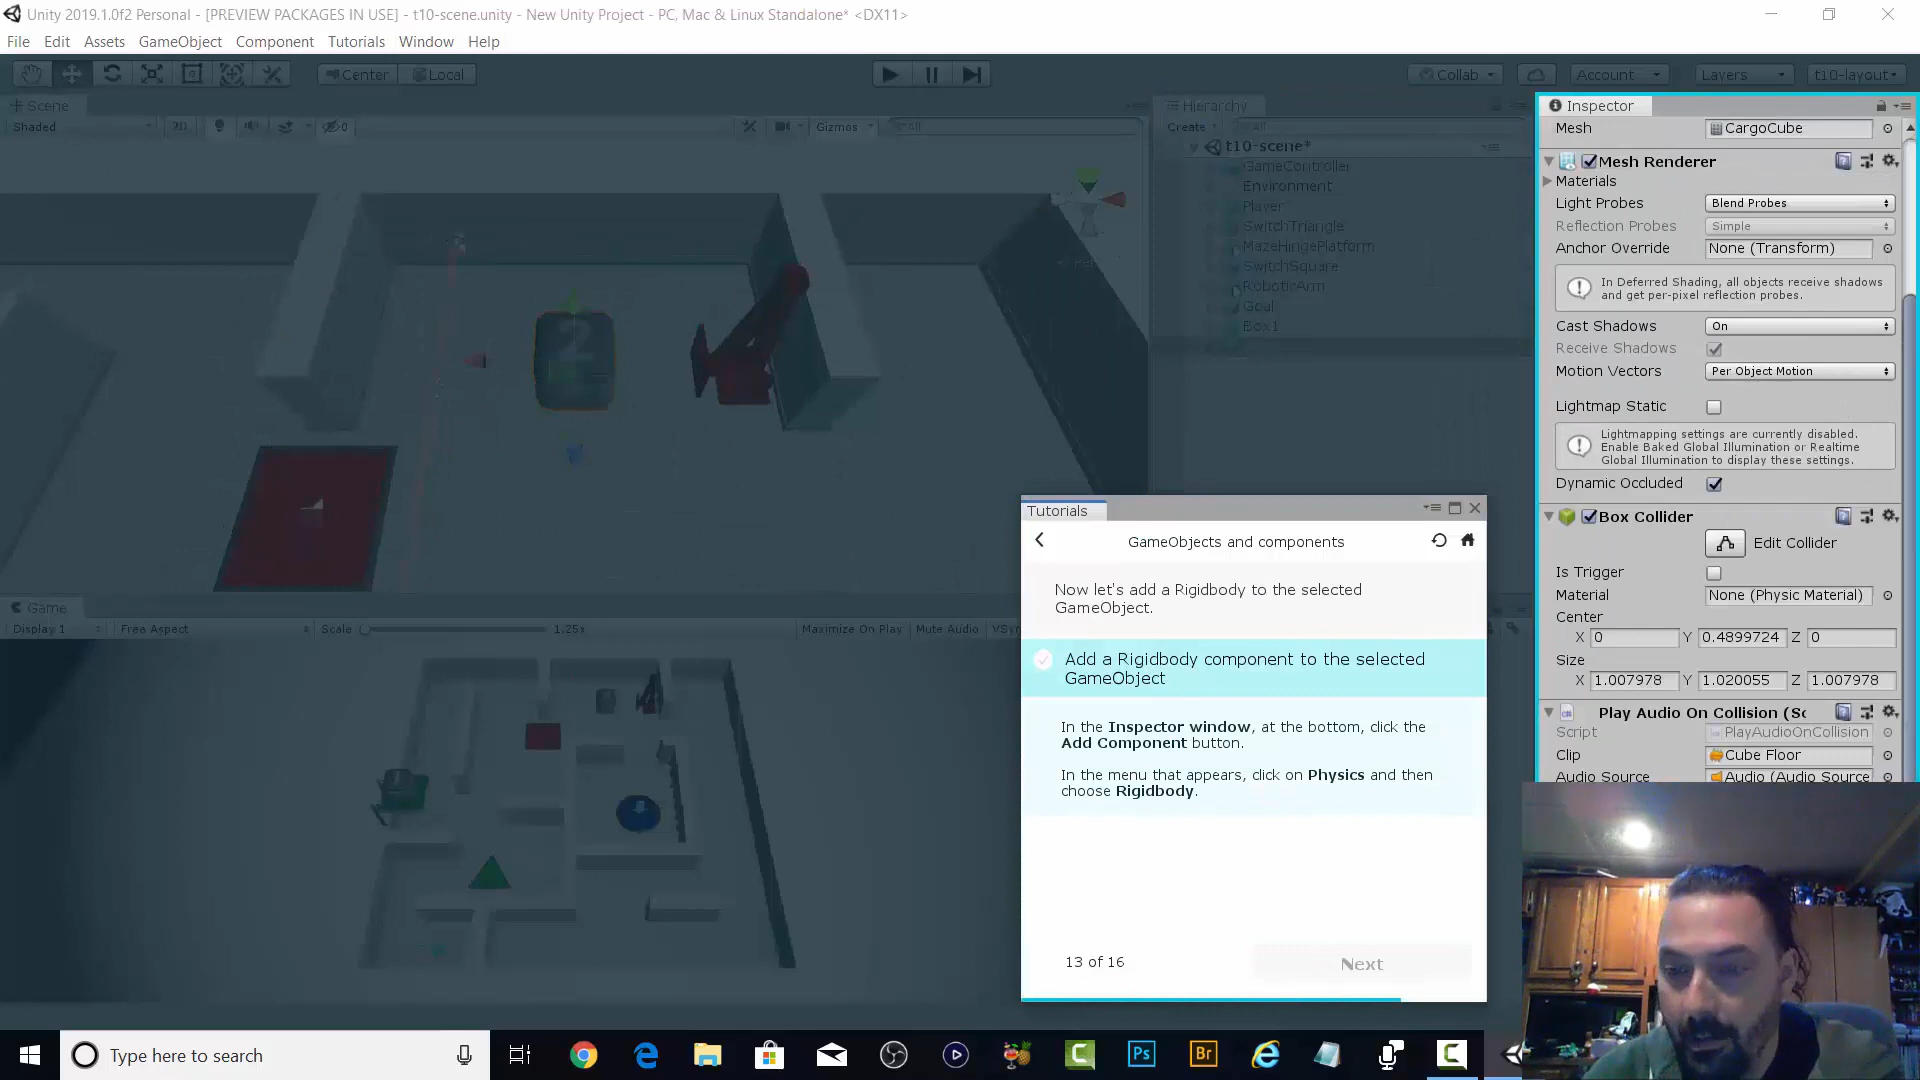 Unity 2019.1.0f2 Personal - [PREVIEW PACKAGES IN USE] - t10-scene.unity - New Unity Project - PC, Mac & Linux Standalone* <DX11>
File Edit Assets GameObject Component Tutorials Window Help
Center Local
Collab Account Layers t10-layout
Scene
Shaded 2D 0 Gizmos All
Hierarchy
Create All
t10-scene*
GameController
Environment
Player
SwitchTriangle
MazeHingePlatform
SwitchSquare
RoboticArm
Goal
Box1
2
Game
Display 1 Free Aspect Scale 1.25x Maximize On Play Mute Audio VSy
Inspector
Mesh CargoCube
Mesh Renderer
Materials
Light Probes Blend Probes
Reflection Probes Simple
Anchor Override None (Transform)
In Deferred Shading, all objects receive shadows
and get per-pixel reflection probes.
Cast Shadows On
Receive Shadows
Motion Vectors Per Object Motion
Lightmap Static
Lightmapping settings are currently disabled.
Enable Baked Global Illumination or Realtime
Global Illumination to display these settings.
Dynamic Occluded
Box Collider
Edit Collider
Is Trigger
Material None (Physic Material)
Center
X 0 Y 0.4899724 Z 0
Size
X 1.007978 Y 1.020055 Z 1.007978
Play Audio On Collision (Sc
Script PlayAudioOnCollision
Clip Cube Floor
Audio Source Audio (Audio Source
Tutorials
GameObjects and components
Now let's add a Rigidbody to the selected
GameObject.
Add a Rigidbody component to the selected
GameObject
In the Inspector window, at the bottom, click the
Add Component button.
In the menu that appears, click on Physics and then
choose Rigidbody.
13 of 16 Next
Type here to search
Ps Br